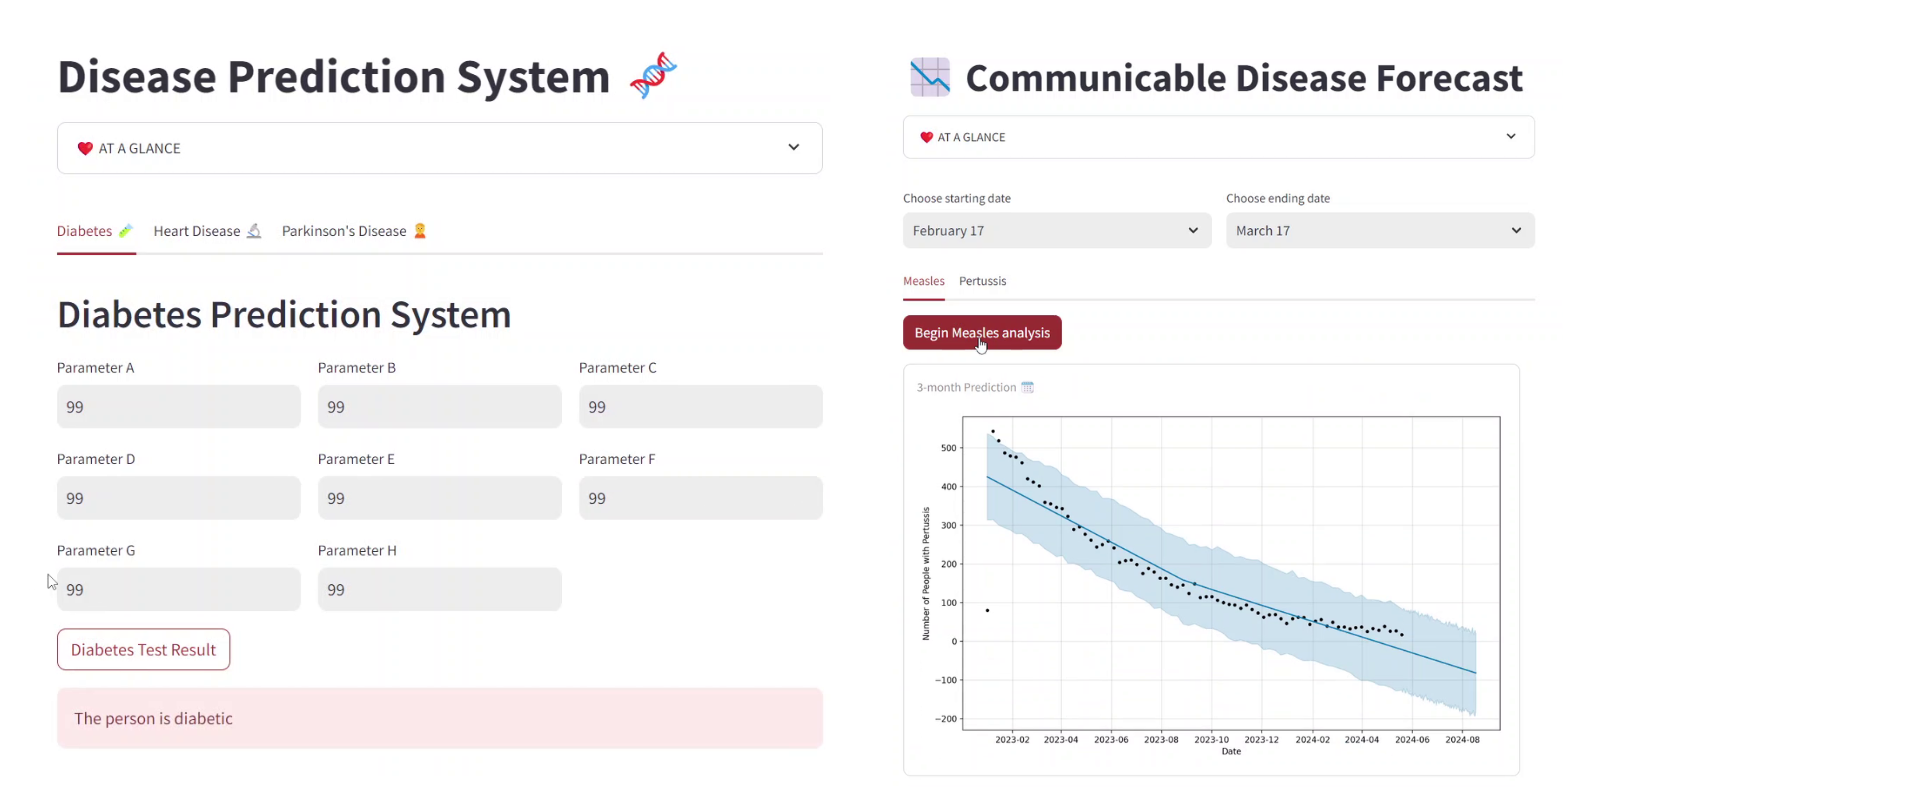 Disease Prediction System
AT A GLANCE
Diabetes Heart Disease Parkinson's Disease
Diabetes Prediction System
Parameter A Parameter B Parameter C
99 99 99
Parameter D Parameter E Parameter F
99 99 99
Parameter G Parameter H
99 99
Diabetes Test Result
The person is diabetic
Communicable Disease Forecast
AT A GLANCE
Choose starting date Choose ending date
February 17 March 17
Measles Pertussis
Begin Measles analysis
3-month Prediction
Number of People with Pertussis
500
400
300
200
100
0
−100
−200
2023-02 2023-04 2023-06 2023-08 2023-10 2023-12 2024-02 2024-04 2024-06 2024-08
Date